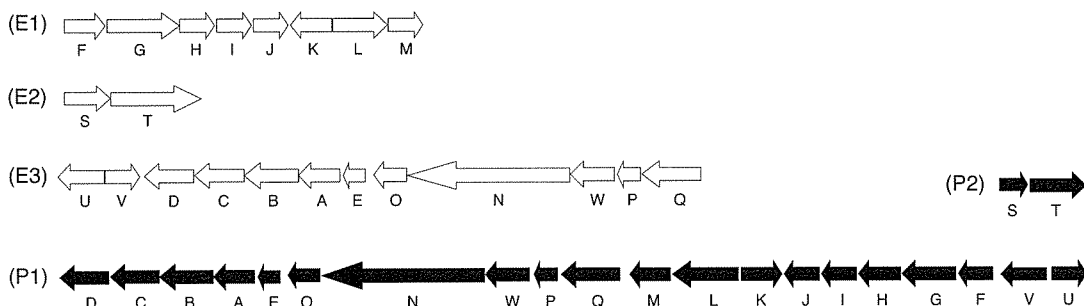 (E1)
F G H I J K L M
(E2)
S T
(E3)
U V D C B A E O N W P Q
(P2)
S T
(P1)
D C B A E O N W P Q M L K J I H G F V U